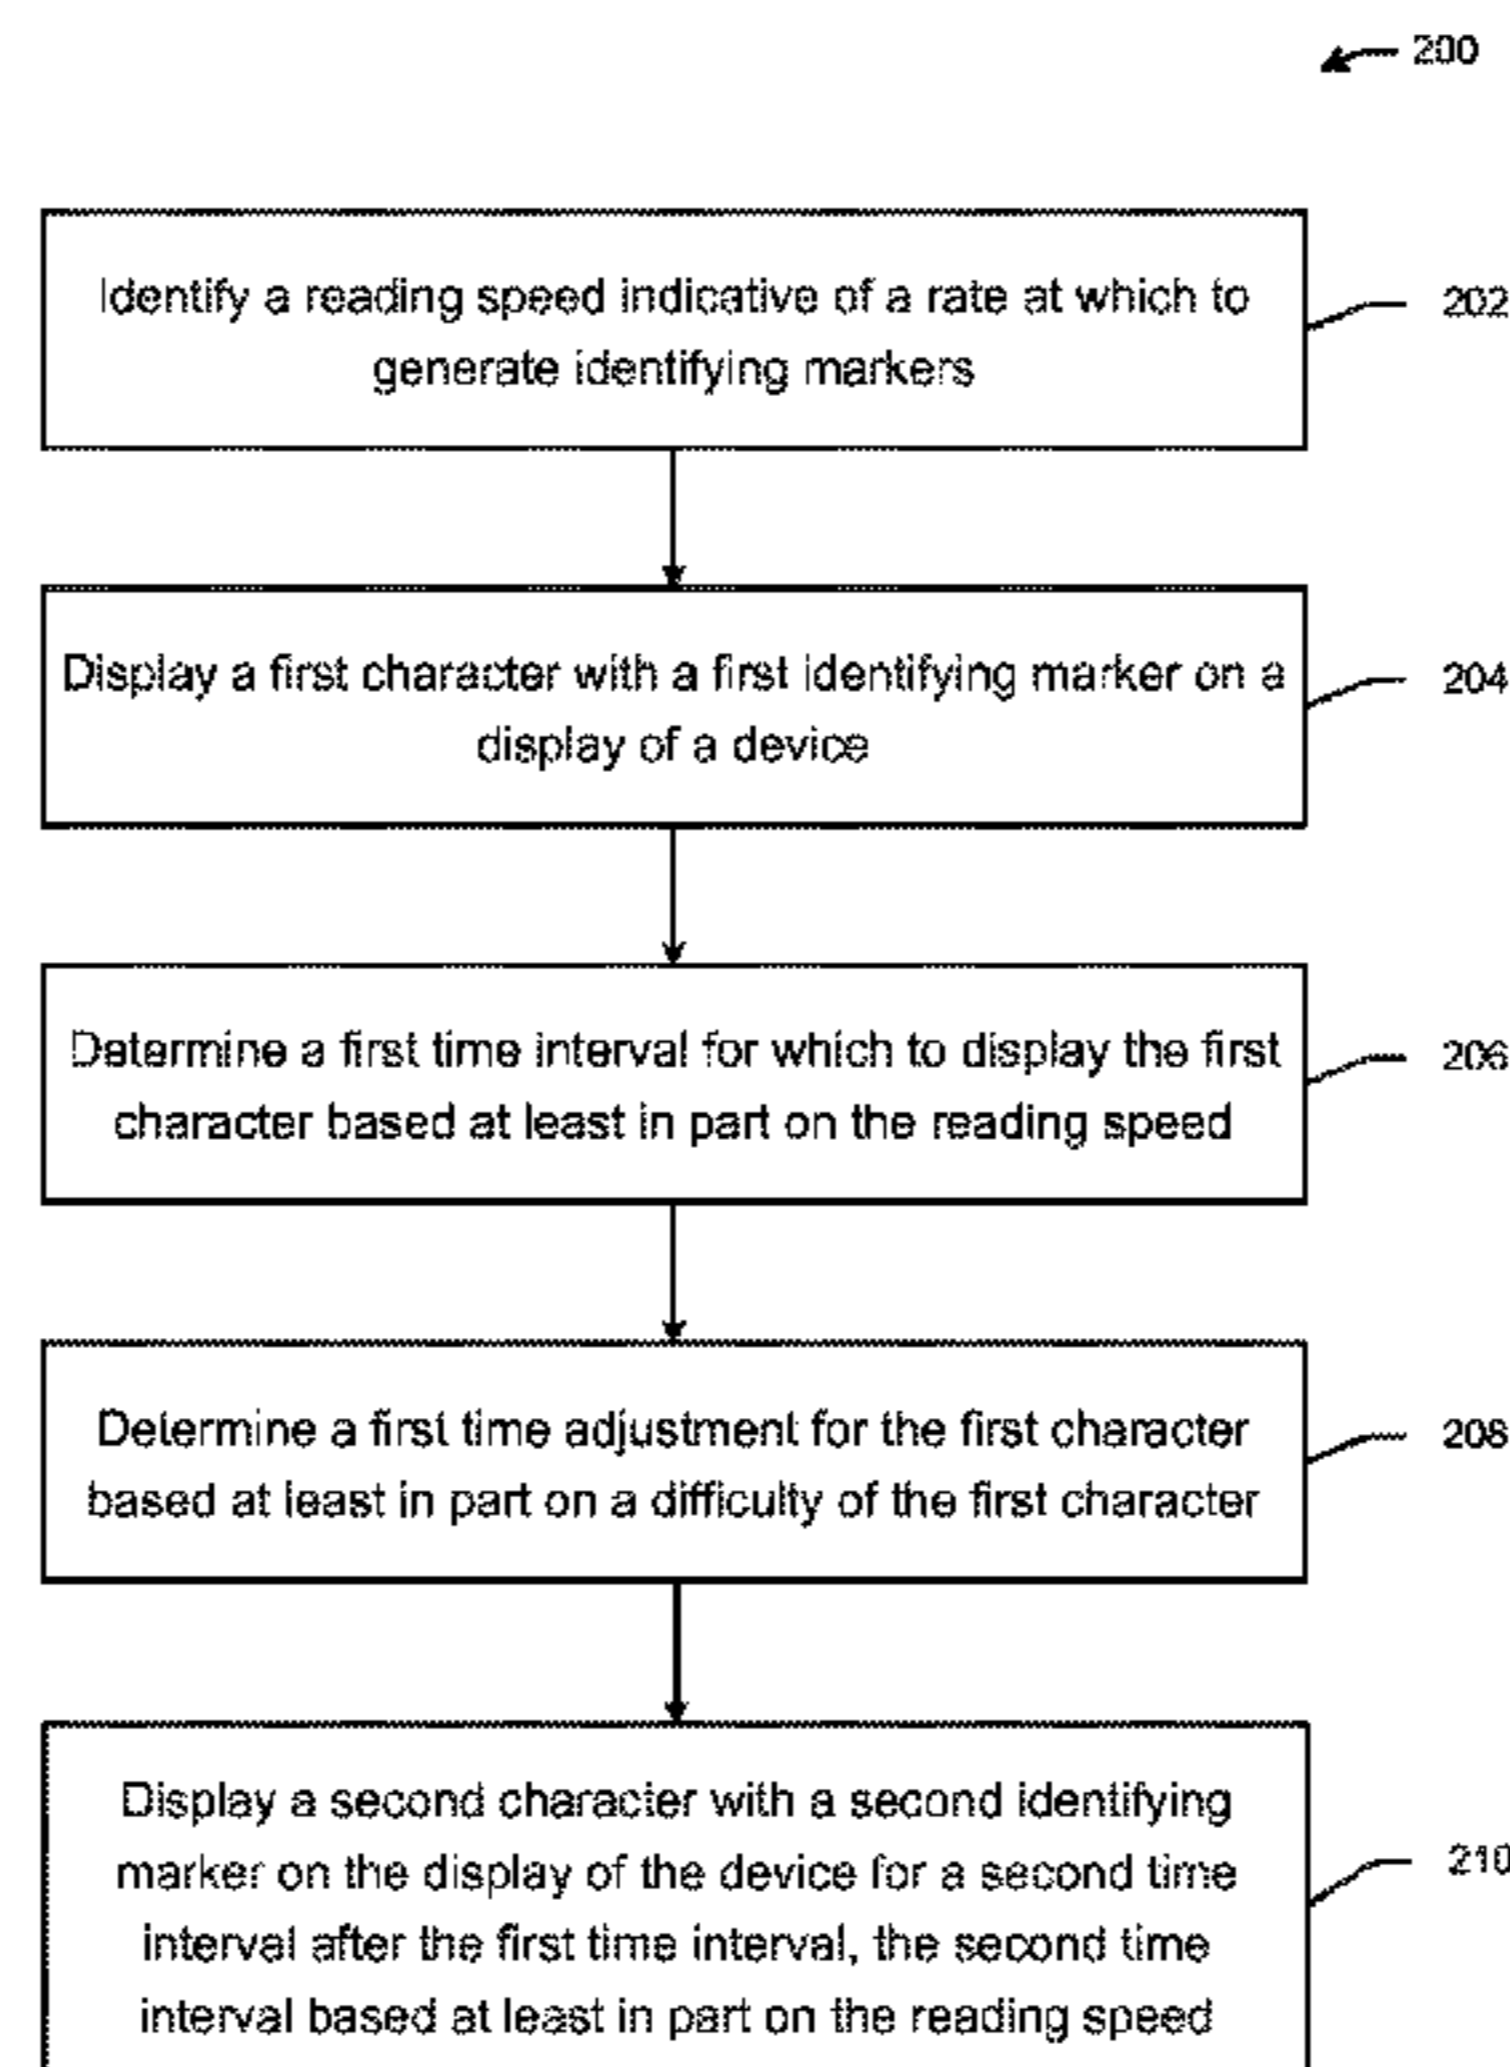 200
Identify a reading speed indicative of a rate at which to
generate identifying markers
202
Display a first character with a first identifying marker on a
display of a device
204
Determine a first time interval for which to display the first
character based at least in part on the reading speed
206
Determine a first time adjustment for the first character
based at least in part on a difficulty of the first character
208
Display a second character with a second identifying
marker on the display of the device for a second time
interval after the first time interval, the second time
interval based at least in part on the reading speed
210